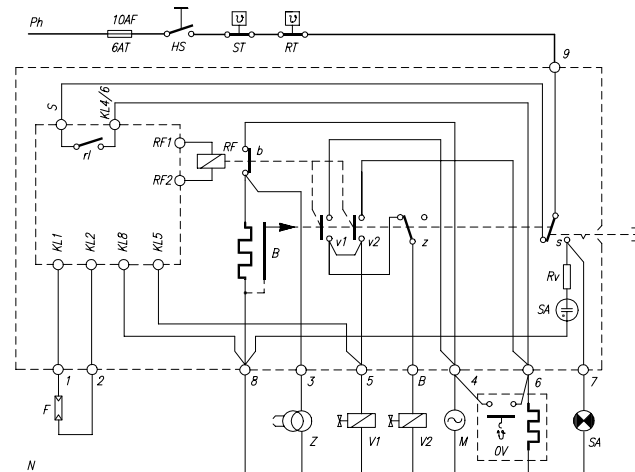 Ph
10AF
6AT
HS
ϑ
ST
ϑ
RT
9
S
KL4/6
rl
RF1
RF2
RF
b
KL1
KL2
KL8
KL5
B
v1
v2
z
s
Rv
SA
1
2
8
3
5
B
4
6
7
F
Z
V1
V2
M
ϑ
OV
SA
N